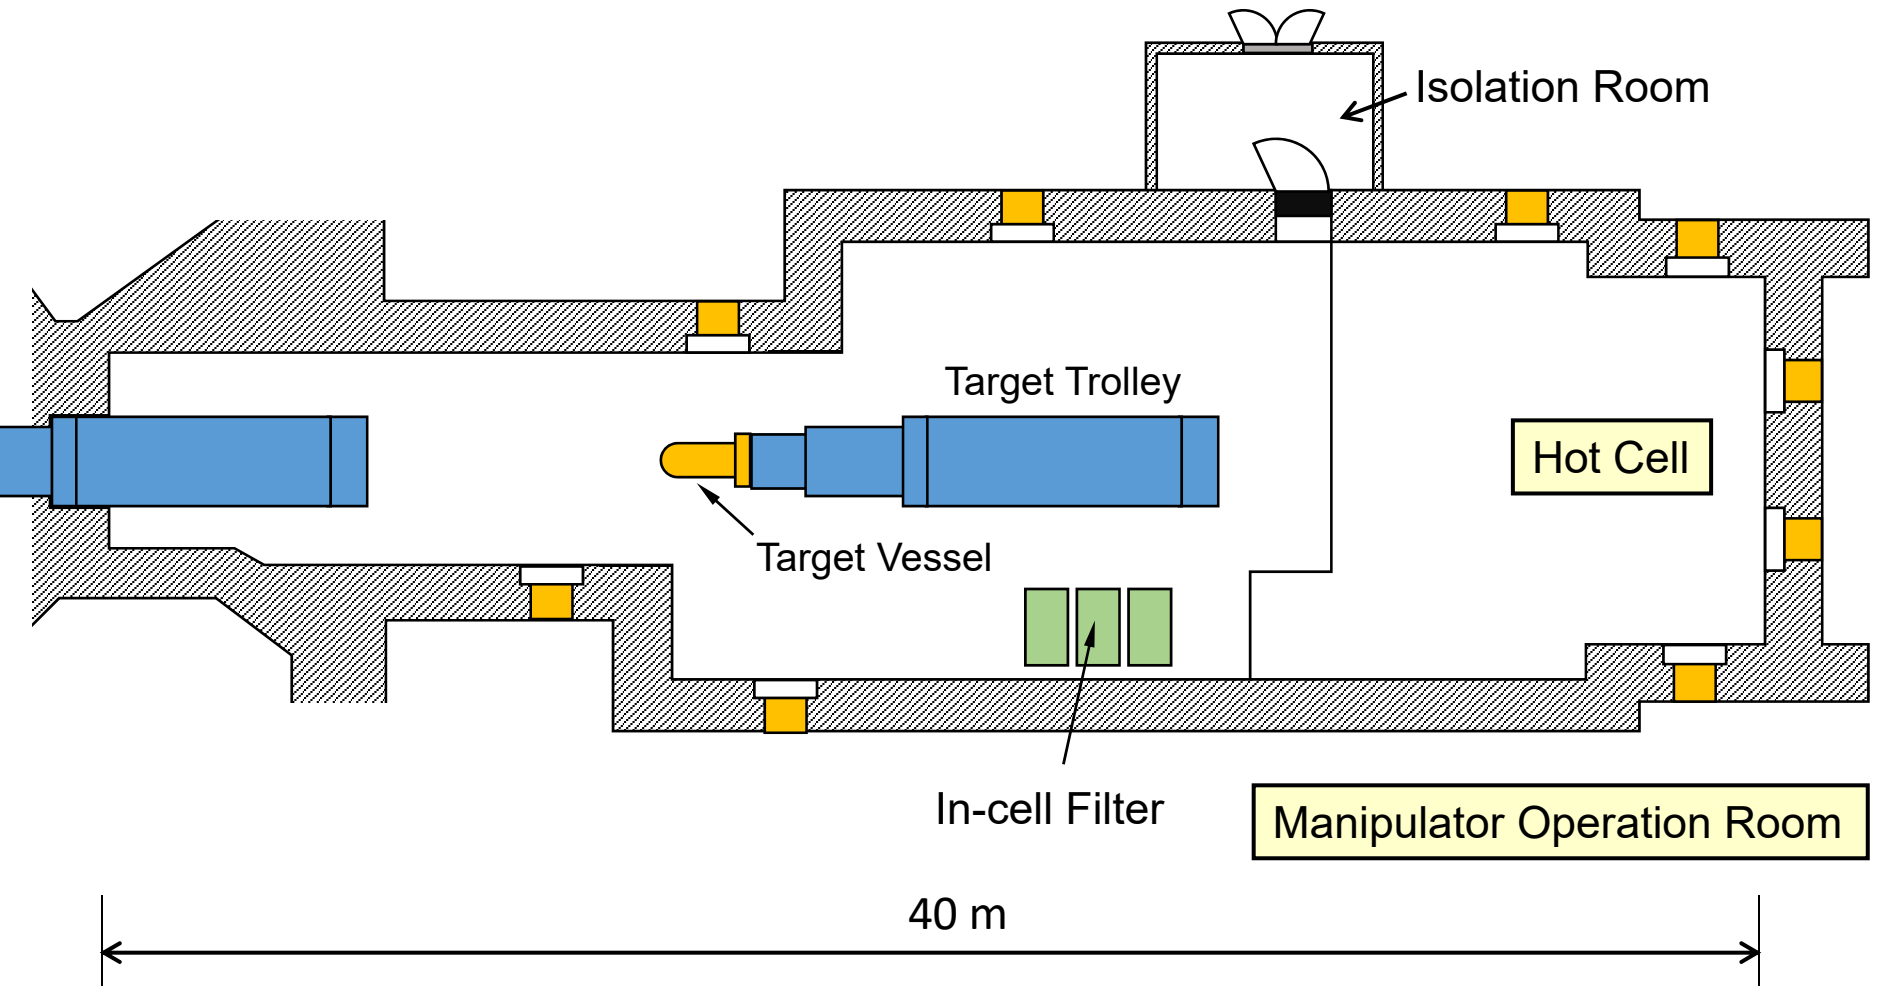 Isolation Room
Target Trolley
Hot Cell
Target Vessel
In-cell Filter
Manipulator Operation Room
40 m